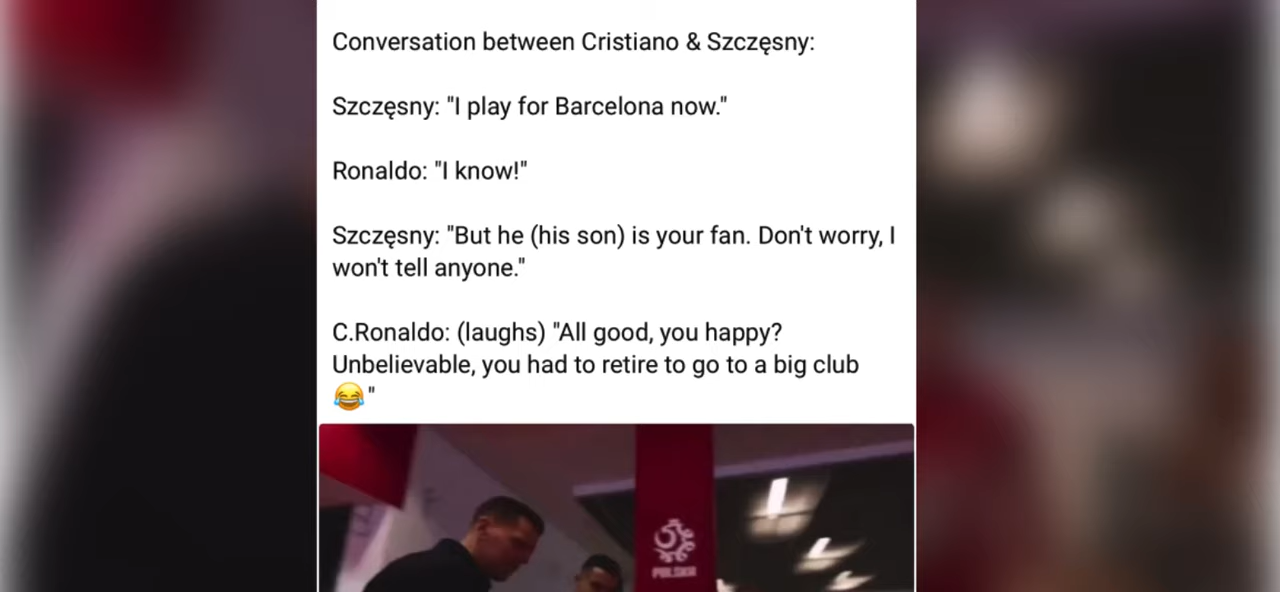 Conversation between Cristiano & Szczęsny:
Szczęsny: "I play for Barcelona now."
Ronaldo: "I know!"
Szczęsny: "But he (his son) is your fan. Don't worry, I
won't tell anyone."
C.Ronaldo: (laughs) "All good, you happy?
Unbelievable, you had to retire to go to a big club
😂"
POLSKA